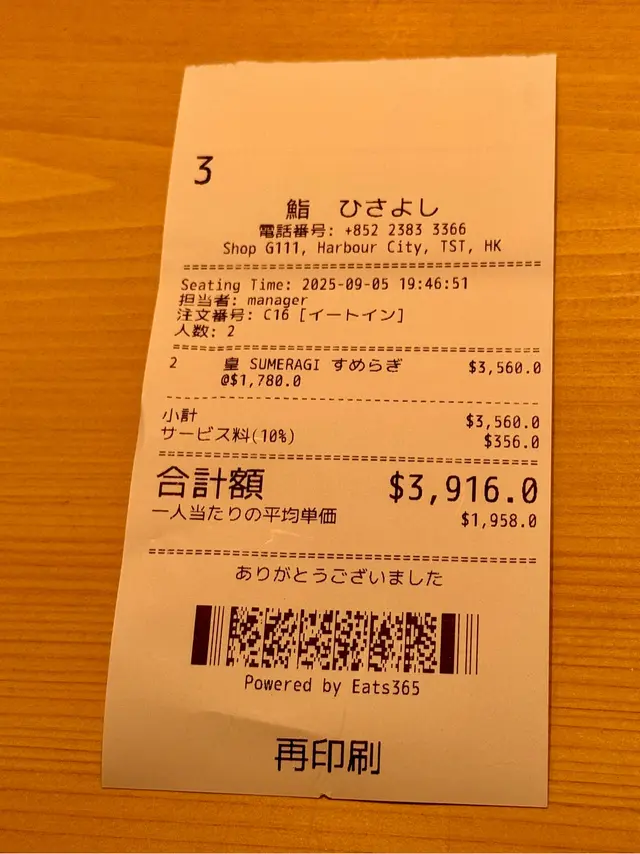 3
鮨 ひさよし
電話番号: +852 2383 3366
Shop G111, Harbour City, TST, HK
Seating Time: 2025-09-05 19:46:51
担当者: manager
注文番号: C16 [イートイン]
人数: 2
2 皇 SUMERAGI すめらぎ $3,560.0
@$1,780.0
小計 $3,560.0
サービス料(10%) $356.0
合計額 $3,916.0
一人当たりの平均単価 $1,958.0
ありがとうございました
Powered by Eats365
再印刷